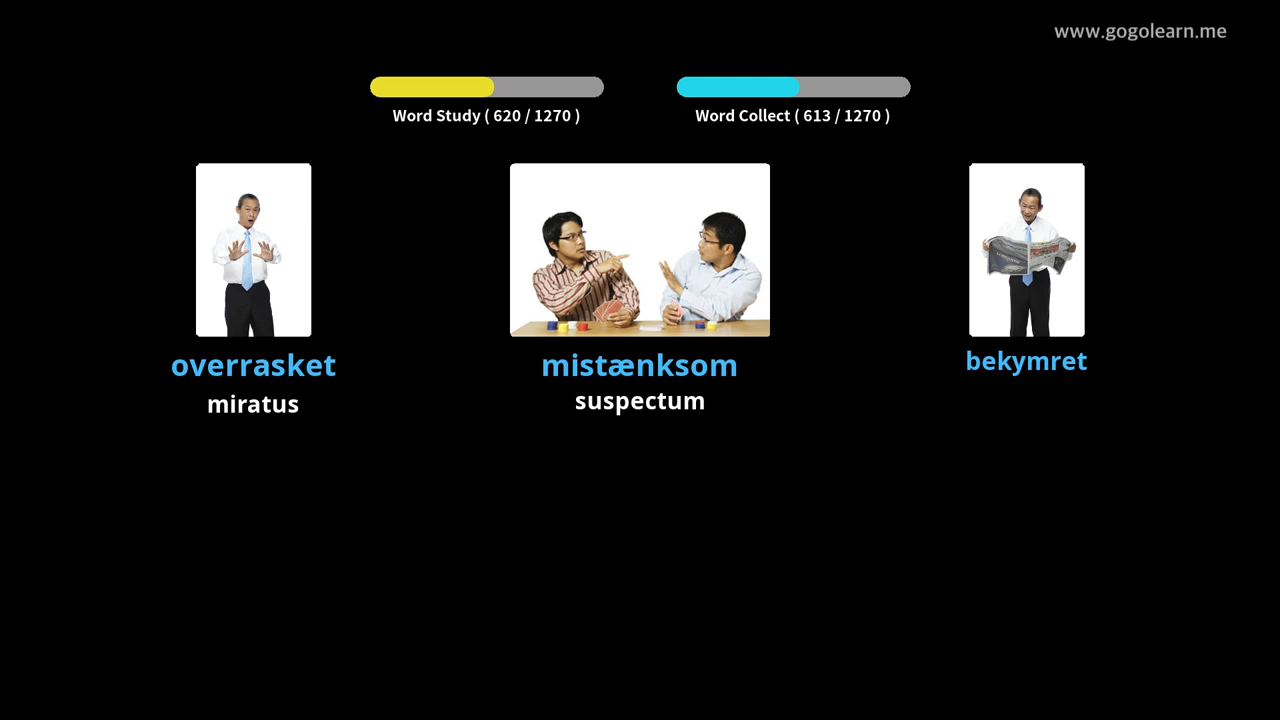 www.gogolearn.me
Word Study ( 620 / 1270 )
Word Collect ( 613 / 1270 )
overrasket
miratus
mistænksom
suspectum
bekymret